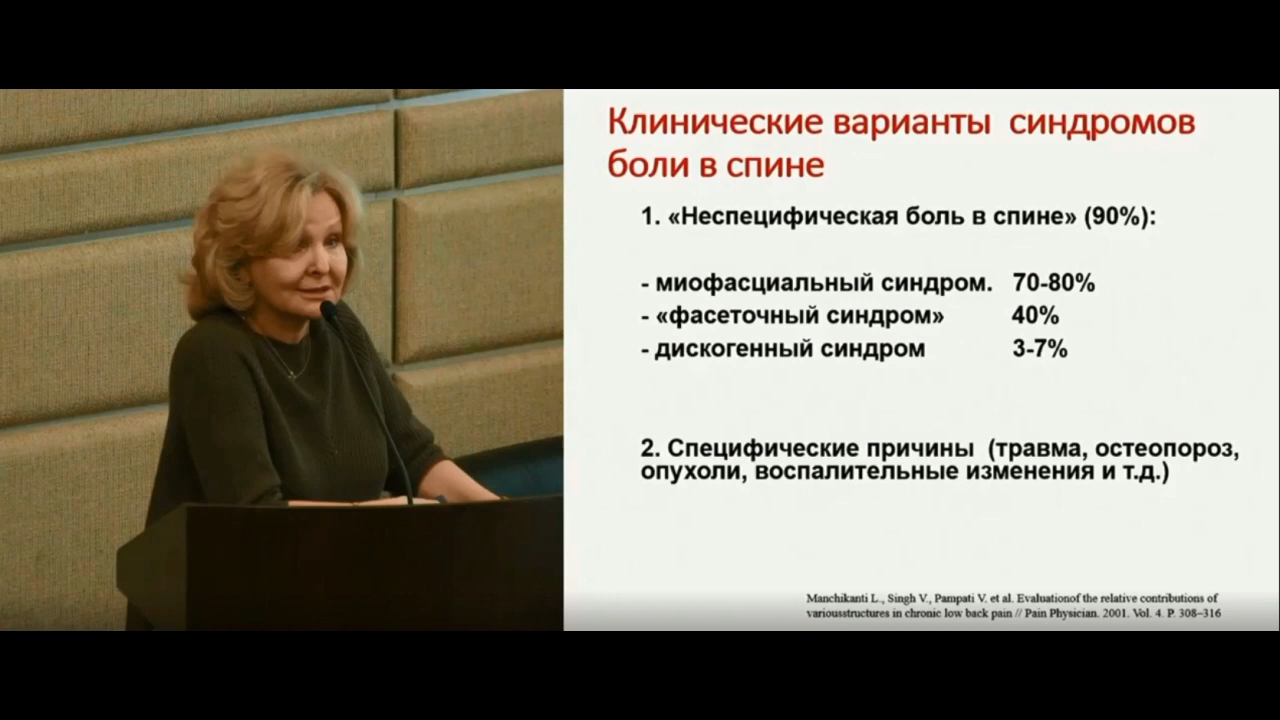 Клинические варианты синдромов
боли в спине
1. «Неспецифическая боль в спине» (90%):
- миофасциальный синдром. 70-80%
- «фасеточный синдром» 40%
- дискогенный синдром 3-7%
2. Специфические причины (травма, остеопороз,
опухоли, воспалительные изменения и т.д.)
Manchikanti L., Singh V., Pampati V. et al. Evaluationof the relative contributions of
variousstructures in chronic low back pain // Pain Physician. 2001. Vol. 4. P. 308–316